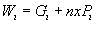 Wᵢ = Gᵢ + nxPᵢ